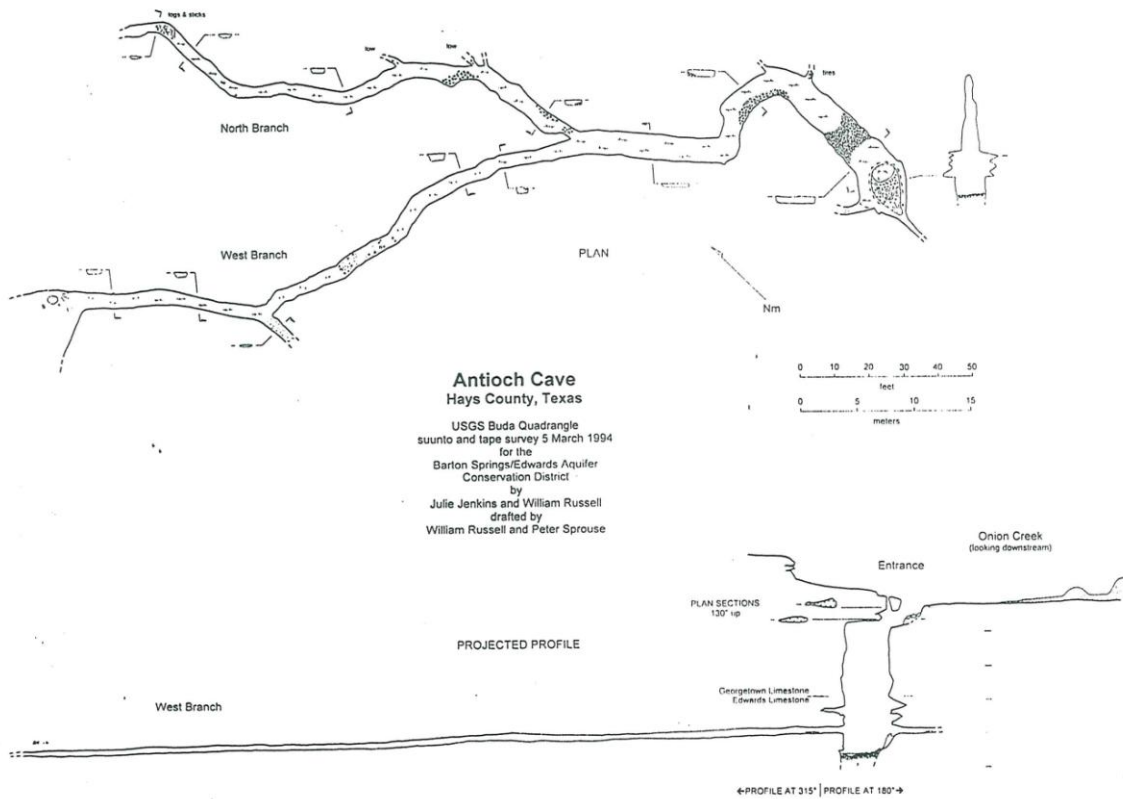 logs & sticks
low
low
tires
North Branch
West Branch
PLAN
Nm
Antioch Cave
Hays County, Texas
USGS Buda Quadrangle
suunto and tape survey 5 March 1994
for the
Barton Springs/Edwards Aquifer
Conservation District
by
Julie Jenkins and William Russell
drafted by
William Russell and Peter Sprouse
0 10 20 30 40 50
feet
0 5 10 15
meters
Onion Creek
(looking downstream)
Entrance
PLAN SECTIONS
130° up
PROJECTED PROFILE
Georgetown Limestone
Edwards Limestone
West Branch
←PROFILE AT 315° | PROFILE AT 180°→